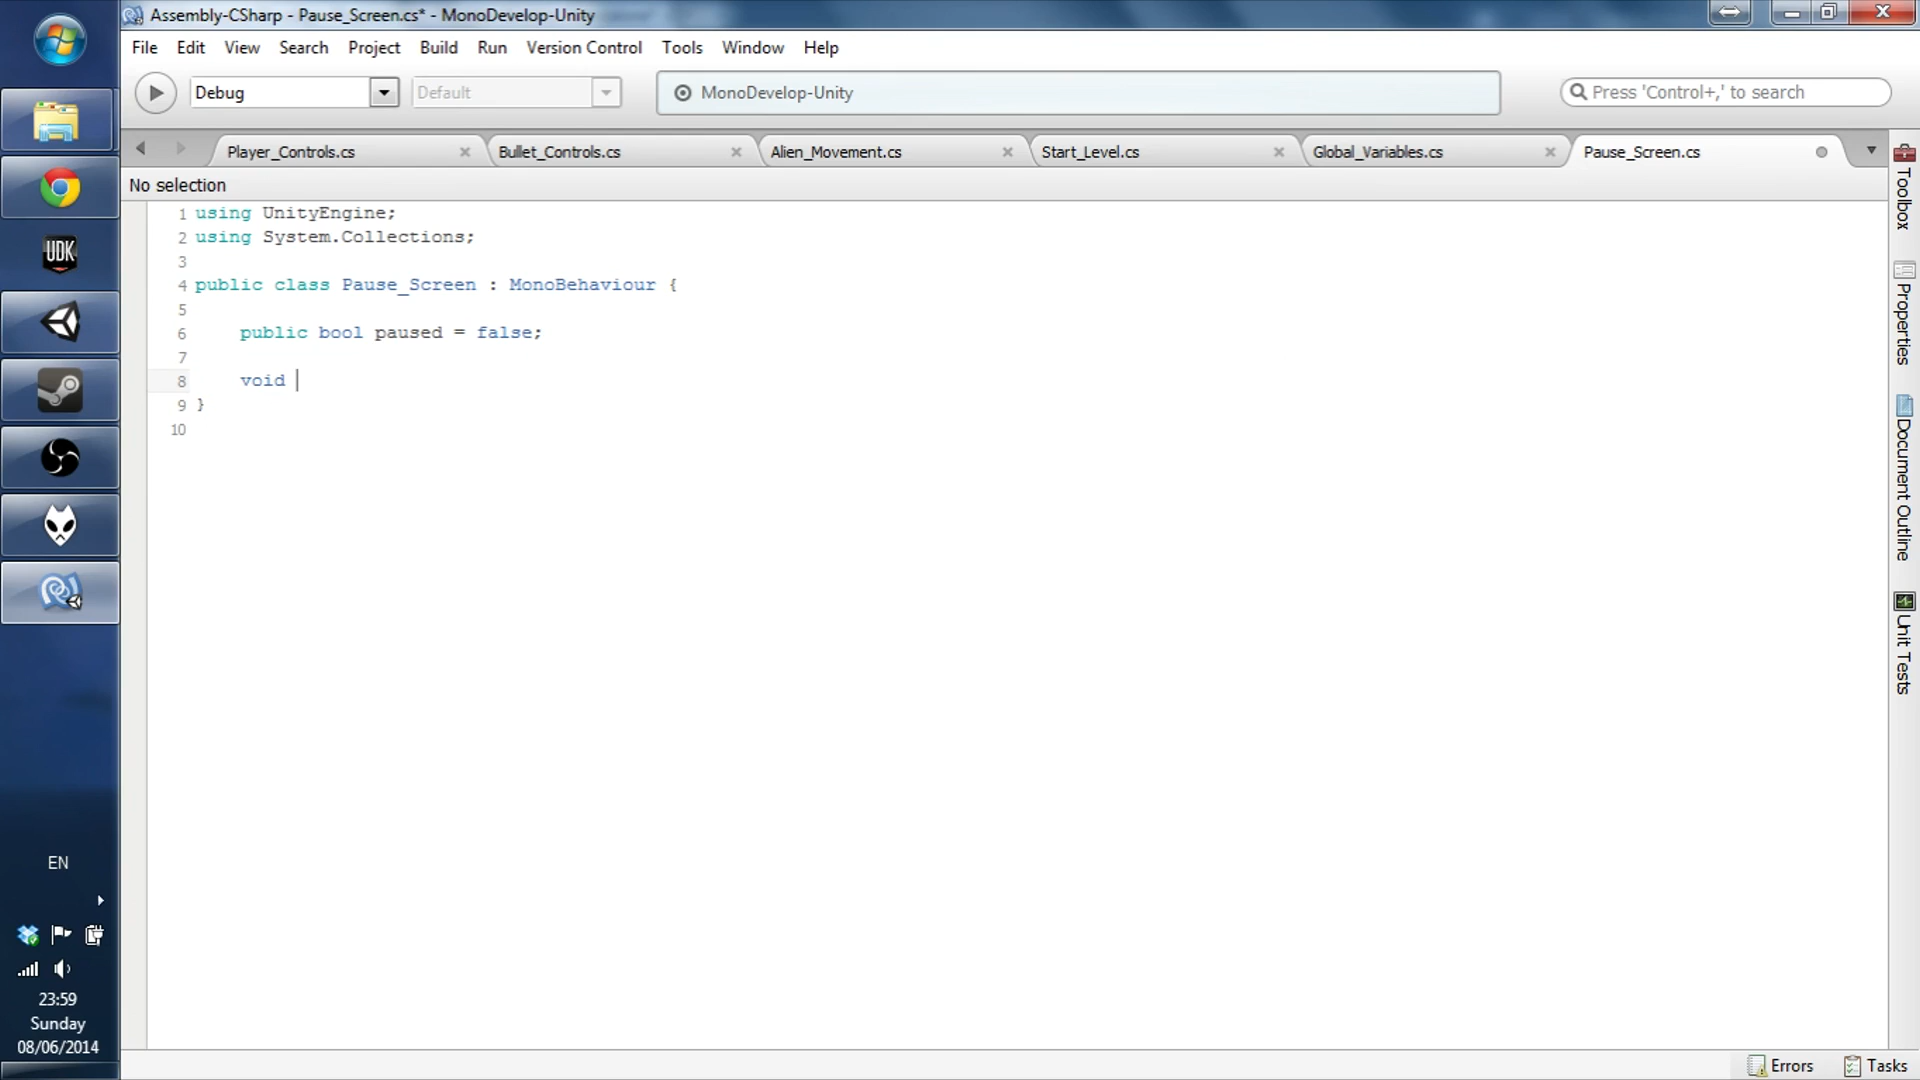 Assembly-CSharp - Pause_Screen.cs* - MonoDevelop-Unity
File Edit View Search Project Build Run Version Control Tools Window Help
Debug Default MonoDevelop-Unity Press 'Control+,' to search
Player_Controls.cs Bullet_Controls.cs Alien_Movement.cs Start_Level.cs Global_Variables.cs Pause_Screen.cs
No selection
1 using UnityEngine;
2 using System.Collections;
3
4 public class Pause_Screen : MonoBehaviour {
5
6 public bool paused = false;
7
8 void
9 }
10
Toolbox
Properties
Document Outline
Unit Tests
UDK
EN
23:59
Sunday
08/06/2014
Errors Tasks